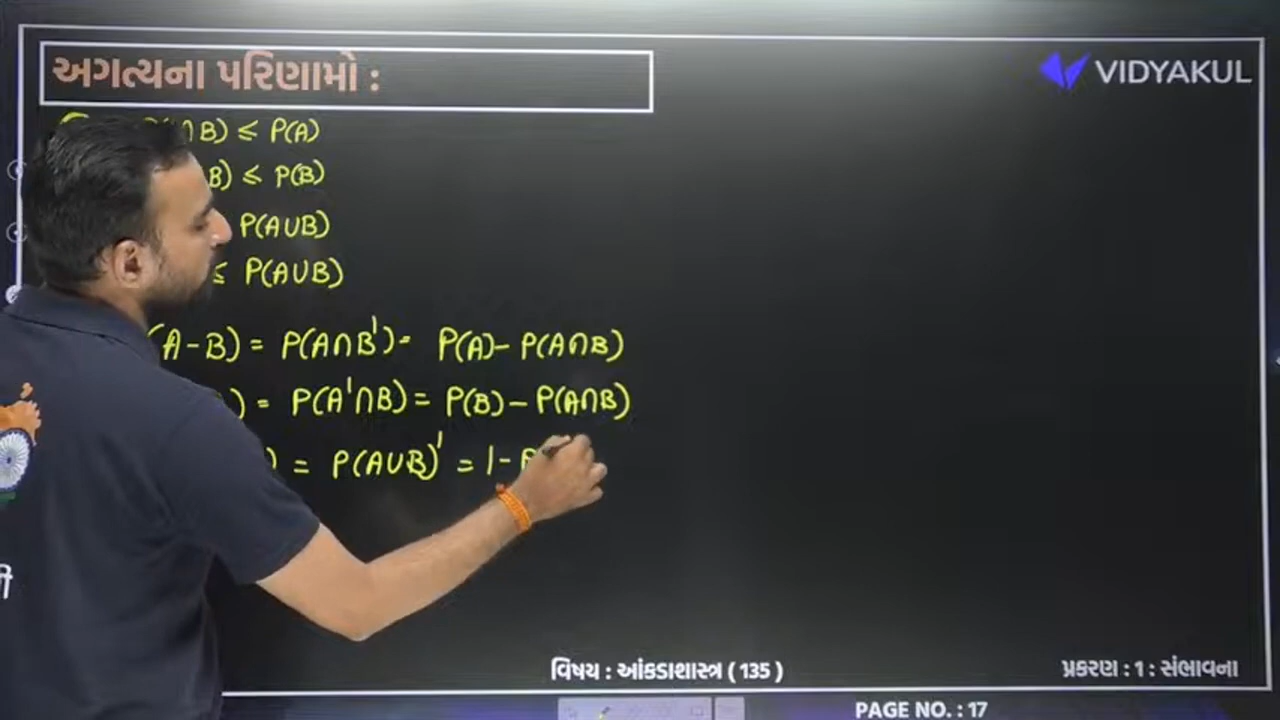 અગત્યના પરિણામો :
VIDYAKUL
∩ B) ≤ P(A)
B) ≤ P(B)
P(A∪B)
≤ P(A∪B)
(A-B) = P(A∩B') = P(A)- P(A∩B)
) = P(A'∩B) = P(B) - P(A∩B)
) = P(A∪B)' = 1- P
ી
વિષય : આંકડાશાસ્ત્ર ( 135 )
પ્રકરણ : 1 : સંભાવના
PAGE NO. : 17